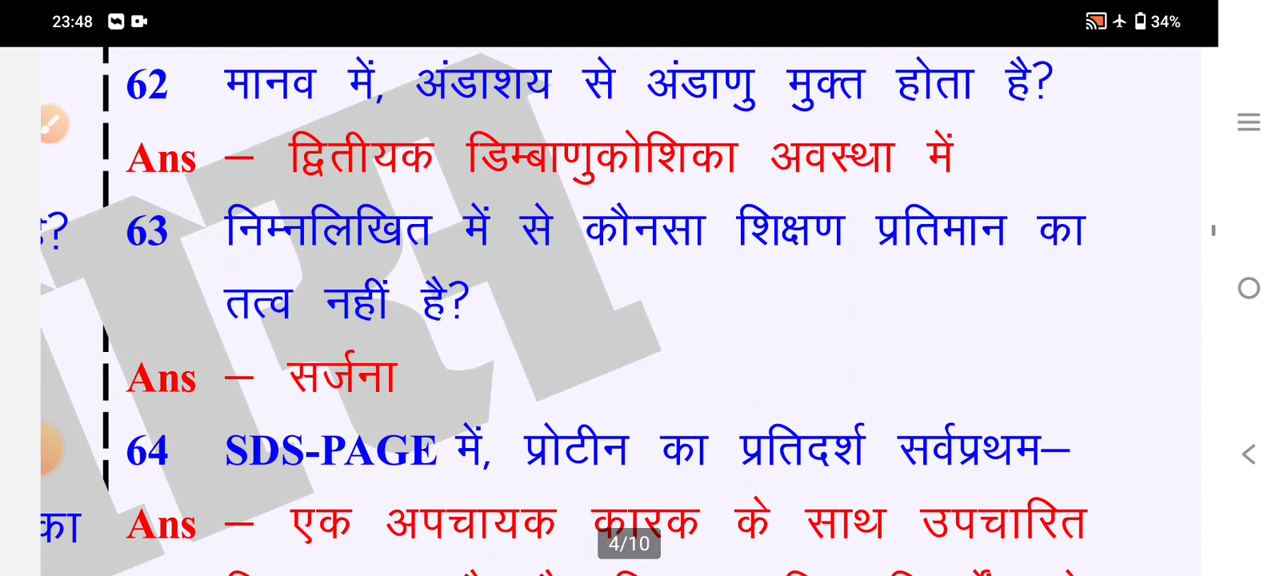 23:48 34%
62 मानव में, अंडाशय से अंडाणु मुक्त होता है?
Ans – द्वितीयक डिम्बाणुकोशिका अवस्था में
63 निम्नलिखित में से कौनसा शिक्षण प्रतिमान का
तत्व नहीं है?
Ans – सर्जना
64 SDS-PAGE में, प्रोटीन का प्रतिदर्श सर्वप्रथम–
का
Ans – एक अपचायक कारक के साथ उपचारित
4/10